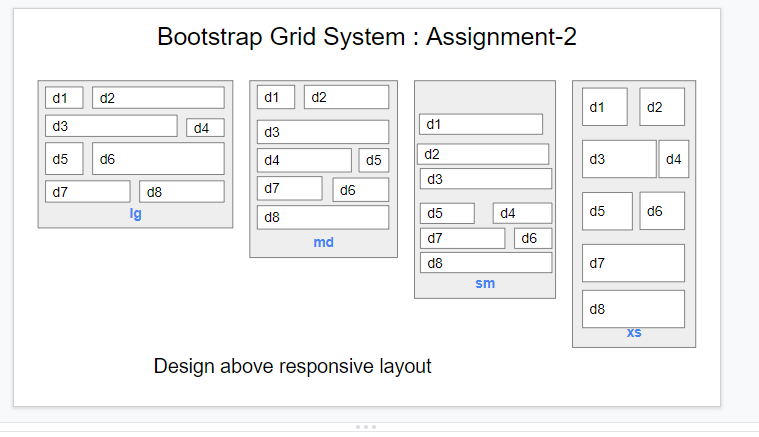 Bootstrap Grid System : Assignment-2
d1 d2
d3 d4
d5 d6
d7 d8
lg
d1 d2
d3
d4 d5
d7 d6
d8
md
d1
d2
d3
d5 d4
d7 d6
d8
sm
d1 d2
d3 d4
d5 d6
d7
d8
xs
Design above responsive layout